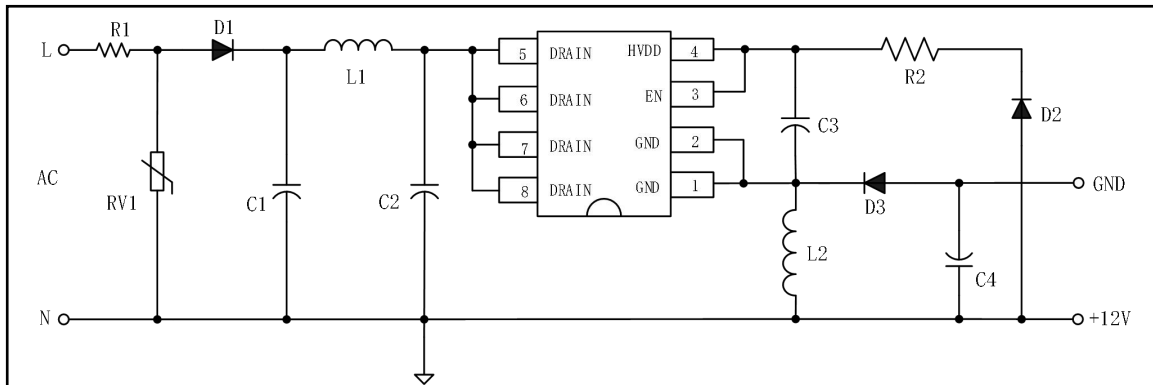 R1
D1
L
L1
5 DRAIN HVDD 4
R2
6 DRAIN EN 3
D2
C3
7 DRAIN GND 2
AC
RV1
C1
C2
8 DRAIN GND 1
D3
GND
L2
C4
N
+12V